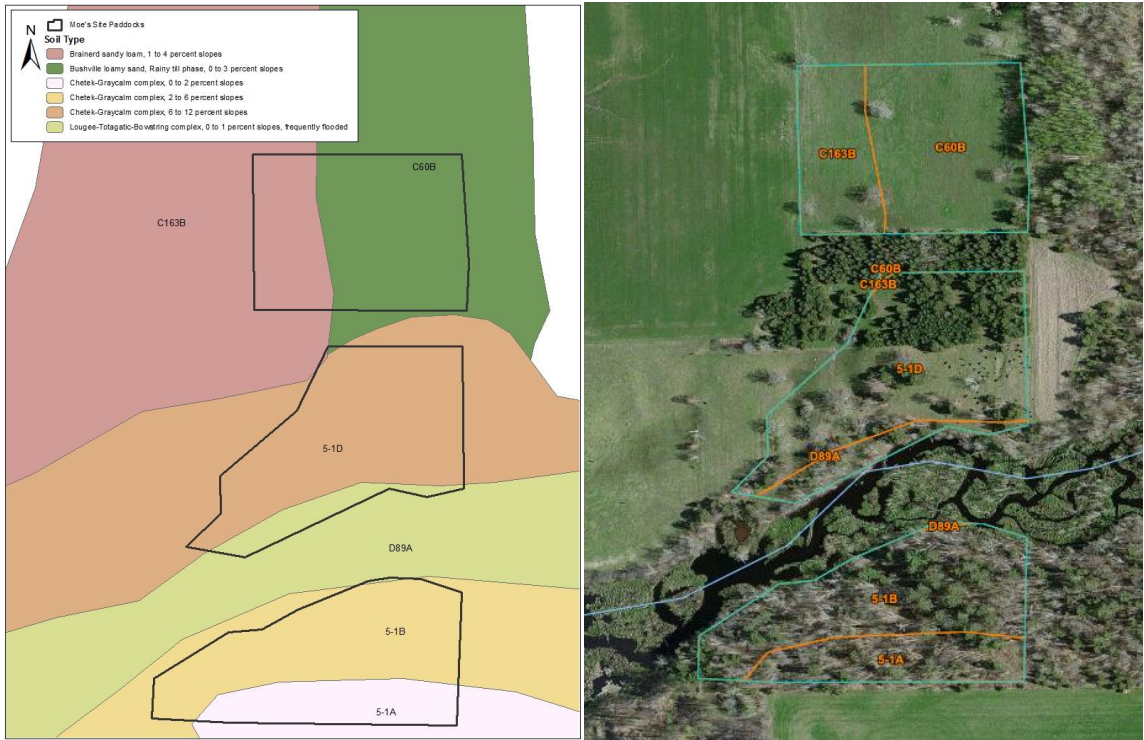 Moe's Site Paddocks
N
Soil Type
Brainerd sandy loam, 1 to 4 percent slopes
Bushville loamy sand, Rainy till phase, 0 to 3 percent slopes
Chetek-Graycalm complex, 0 to 2 percent slopes
Chetek-Graycalm complex, 2 to 6 percent slopes
Chetek-Graycalm complex, 6 to 12 percent slopes
Lougee-Totagatic-Bowstring complex, 0 to 1 percent slopes, frequently flooded
C60B
C163B
5-1D
D89A
5-1B
5-1A
C163B
C60B
C60B
C163B
5-1D
D89A
D89A
5-1B
5-1A